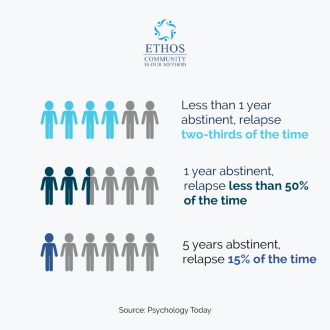 ETHOS
COMMUNITY
IS OUR METHOD
Less than 1 year
abstinent, relapse
two-thirds of the time
1 year abstinent,
relapse less than 50%
of the time
5 years abstinent,
relapse 15% of the time
Source: Psychology Today